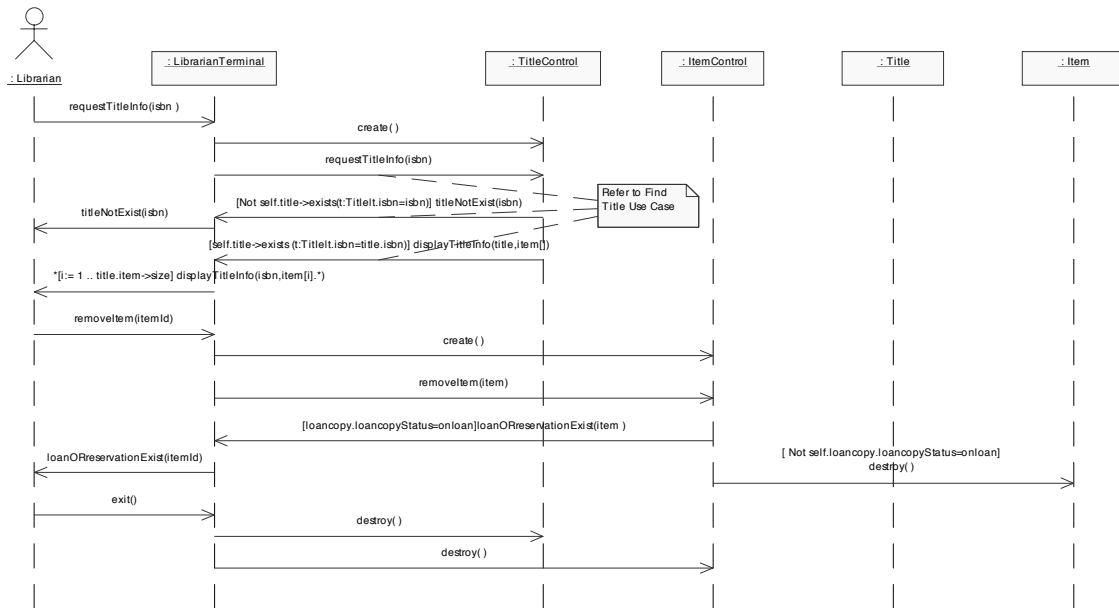 : Librarian
: LibrarianTerminal
: TitleControl
: ItemControl
: Title
: Item
requestTitleInfo(isbn )
create( )
requestTitleInfo(isbn)
Refer to Find
Title Use Case
[Not self.title->exists(t:Titlelt.isbn=isbn)] titleNotExist(isbn)
titleNotExist(isbn)
[self.title->exists (t:Titlelt.isbn=title.isbn)] displayTitleInfo(title,item[])
*[i:= 1 .. title.item->size] displayTitleInfo(isbn,item[i].*)
removeItem(itemId)
create( )
removeItem(item)
[loancopy.loancopyStatus=onloan]loanORreservationExist(item )
loanORreservationExist(itemId)
[ Not self.loancopy.loancopyStatus=onloan]
destroy( )
exit()
destroy( )
destroy( )